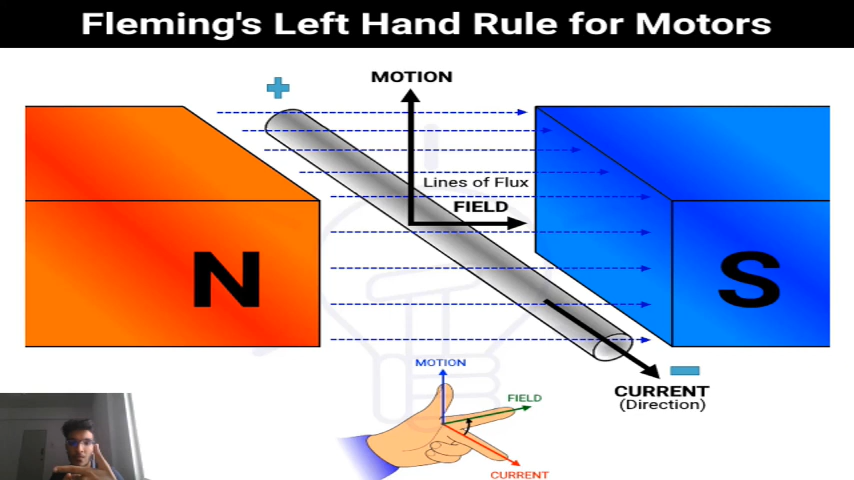 Fleming's Left Hand Rule for Motors
MOTION
Lines of Flux
FIELD
N
S
CURRENT
(Direction)
MOTION
FIELD
CURRENT